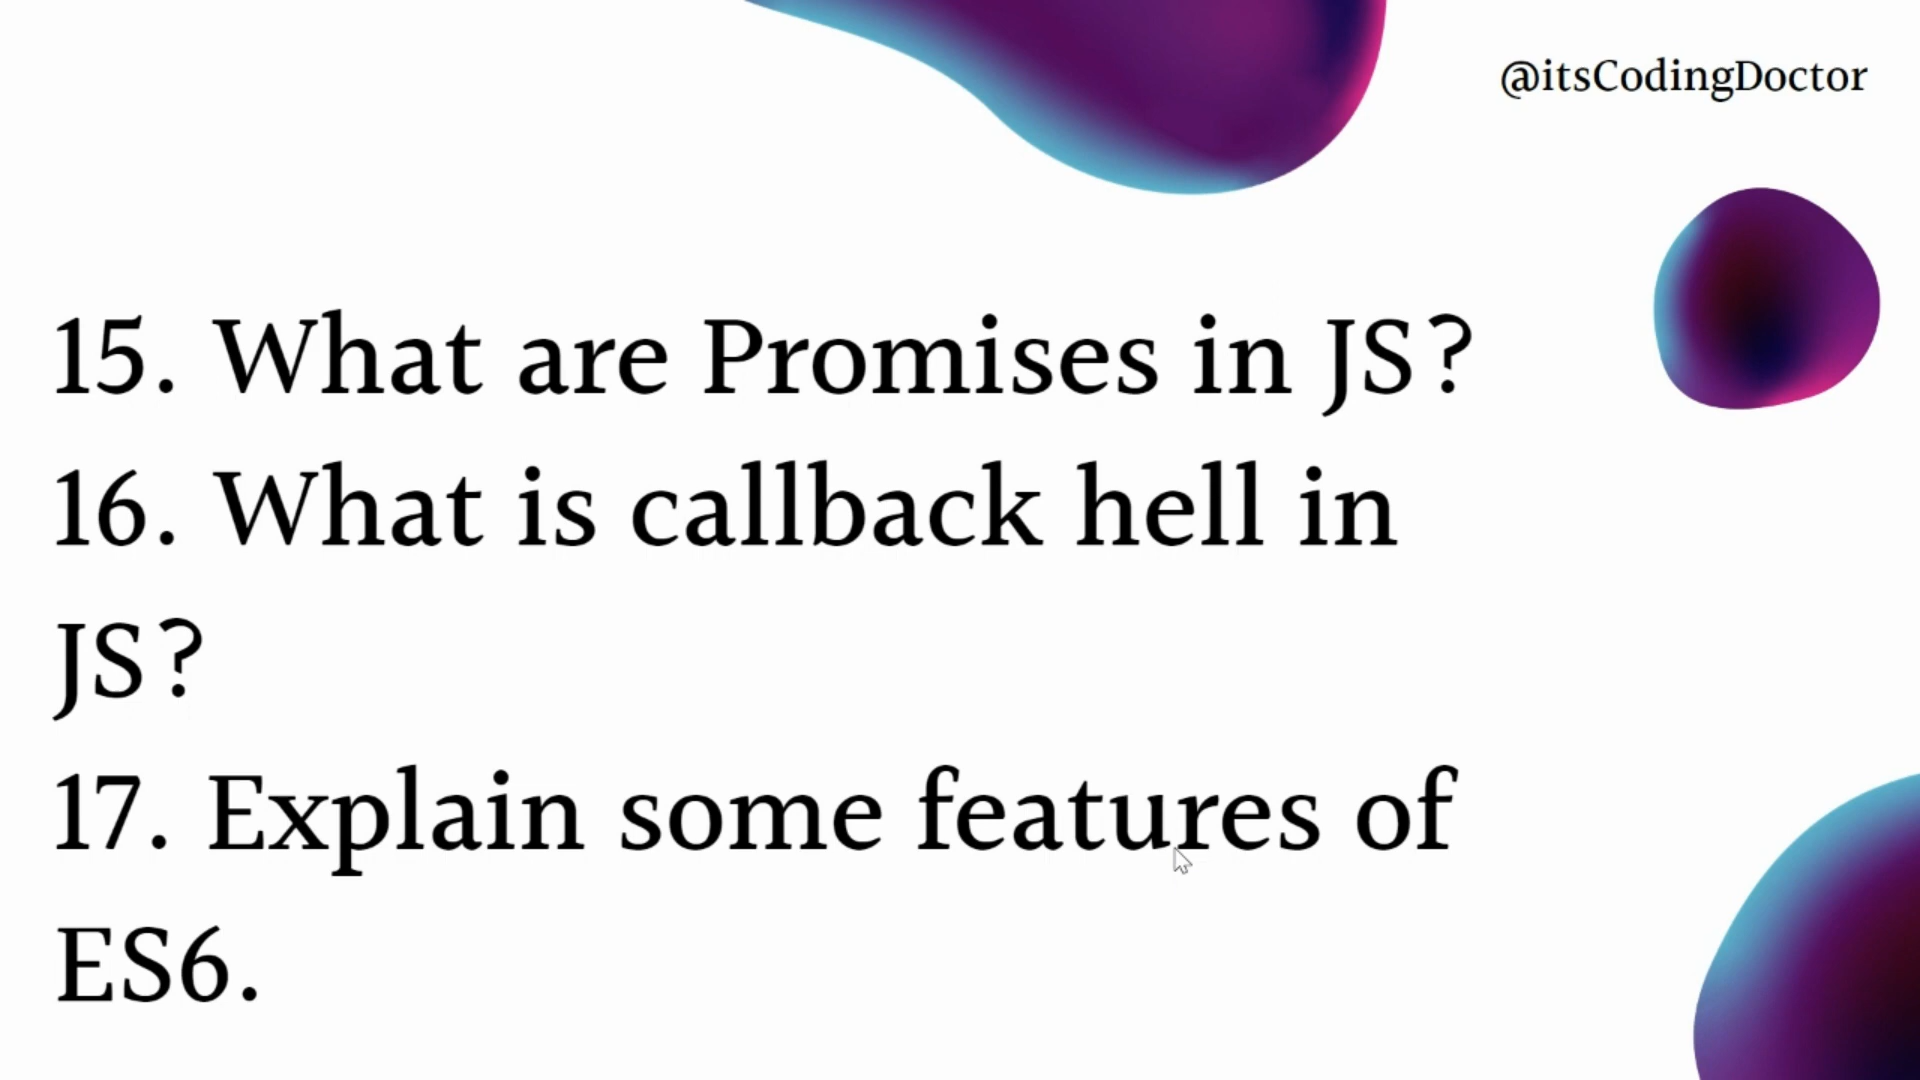 @itsCodingDoctor
15. What are Promises in JS?
16. What is callback hell in
JS?
17. Explain some features of
ES6.